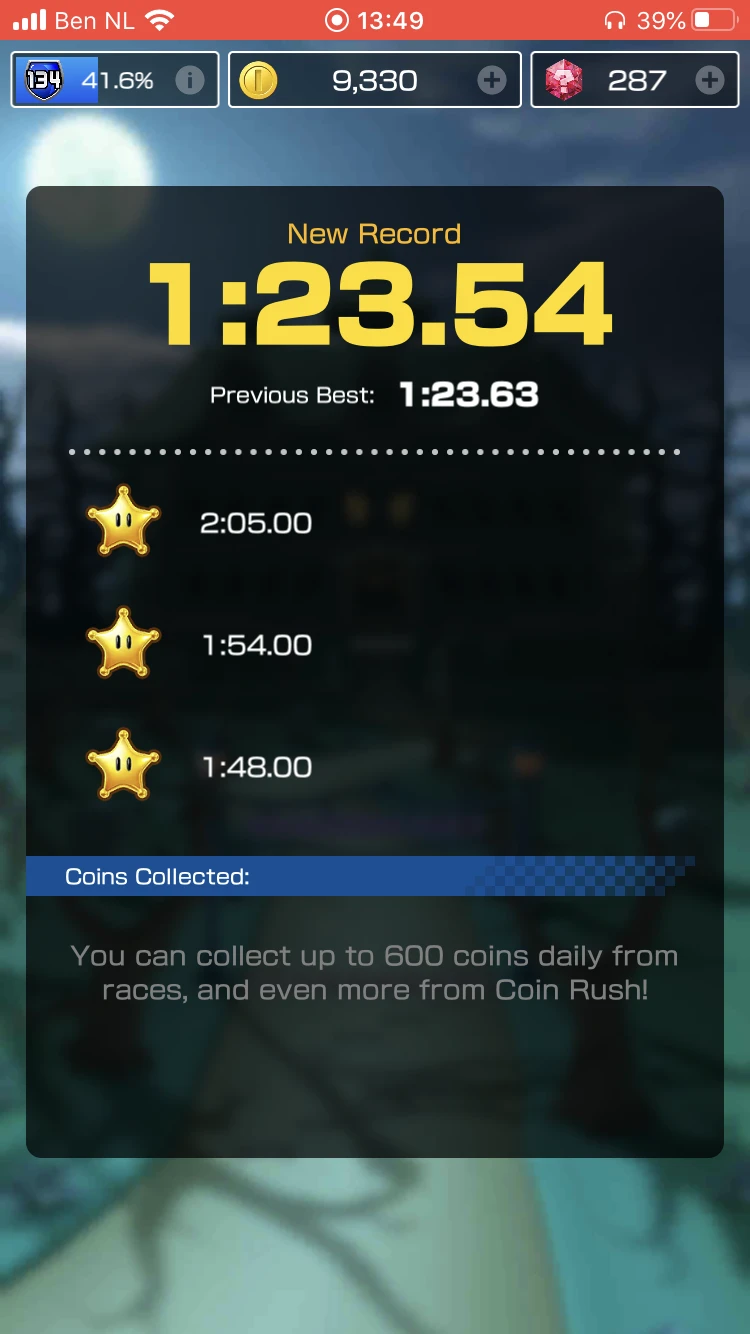 Ben NL 13:49 39%
134 41.6% i 9,330 287
New Record
1:23.54
Previous Best: 1:23.63
2:05.00
1:54.00
1:48.00
Coins Collected:
You can collect up to 600 coins daily from
races, and even more from Coin Rush!